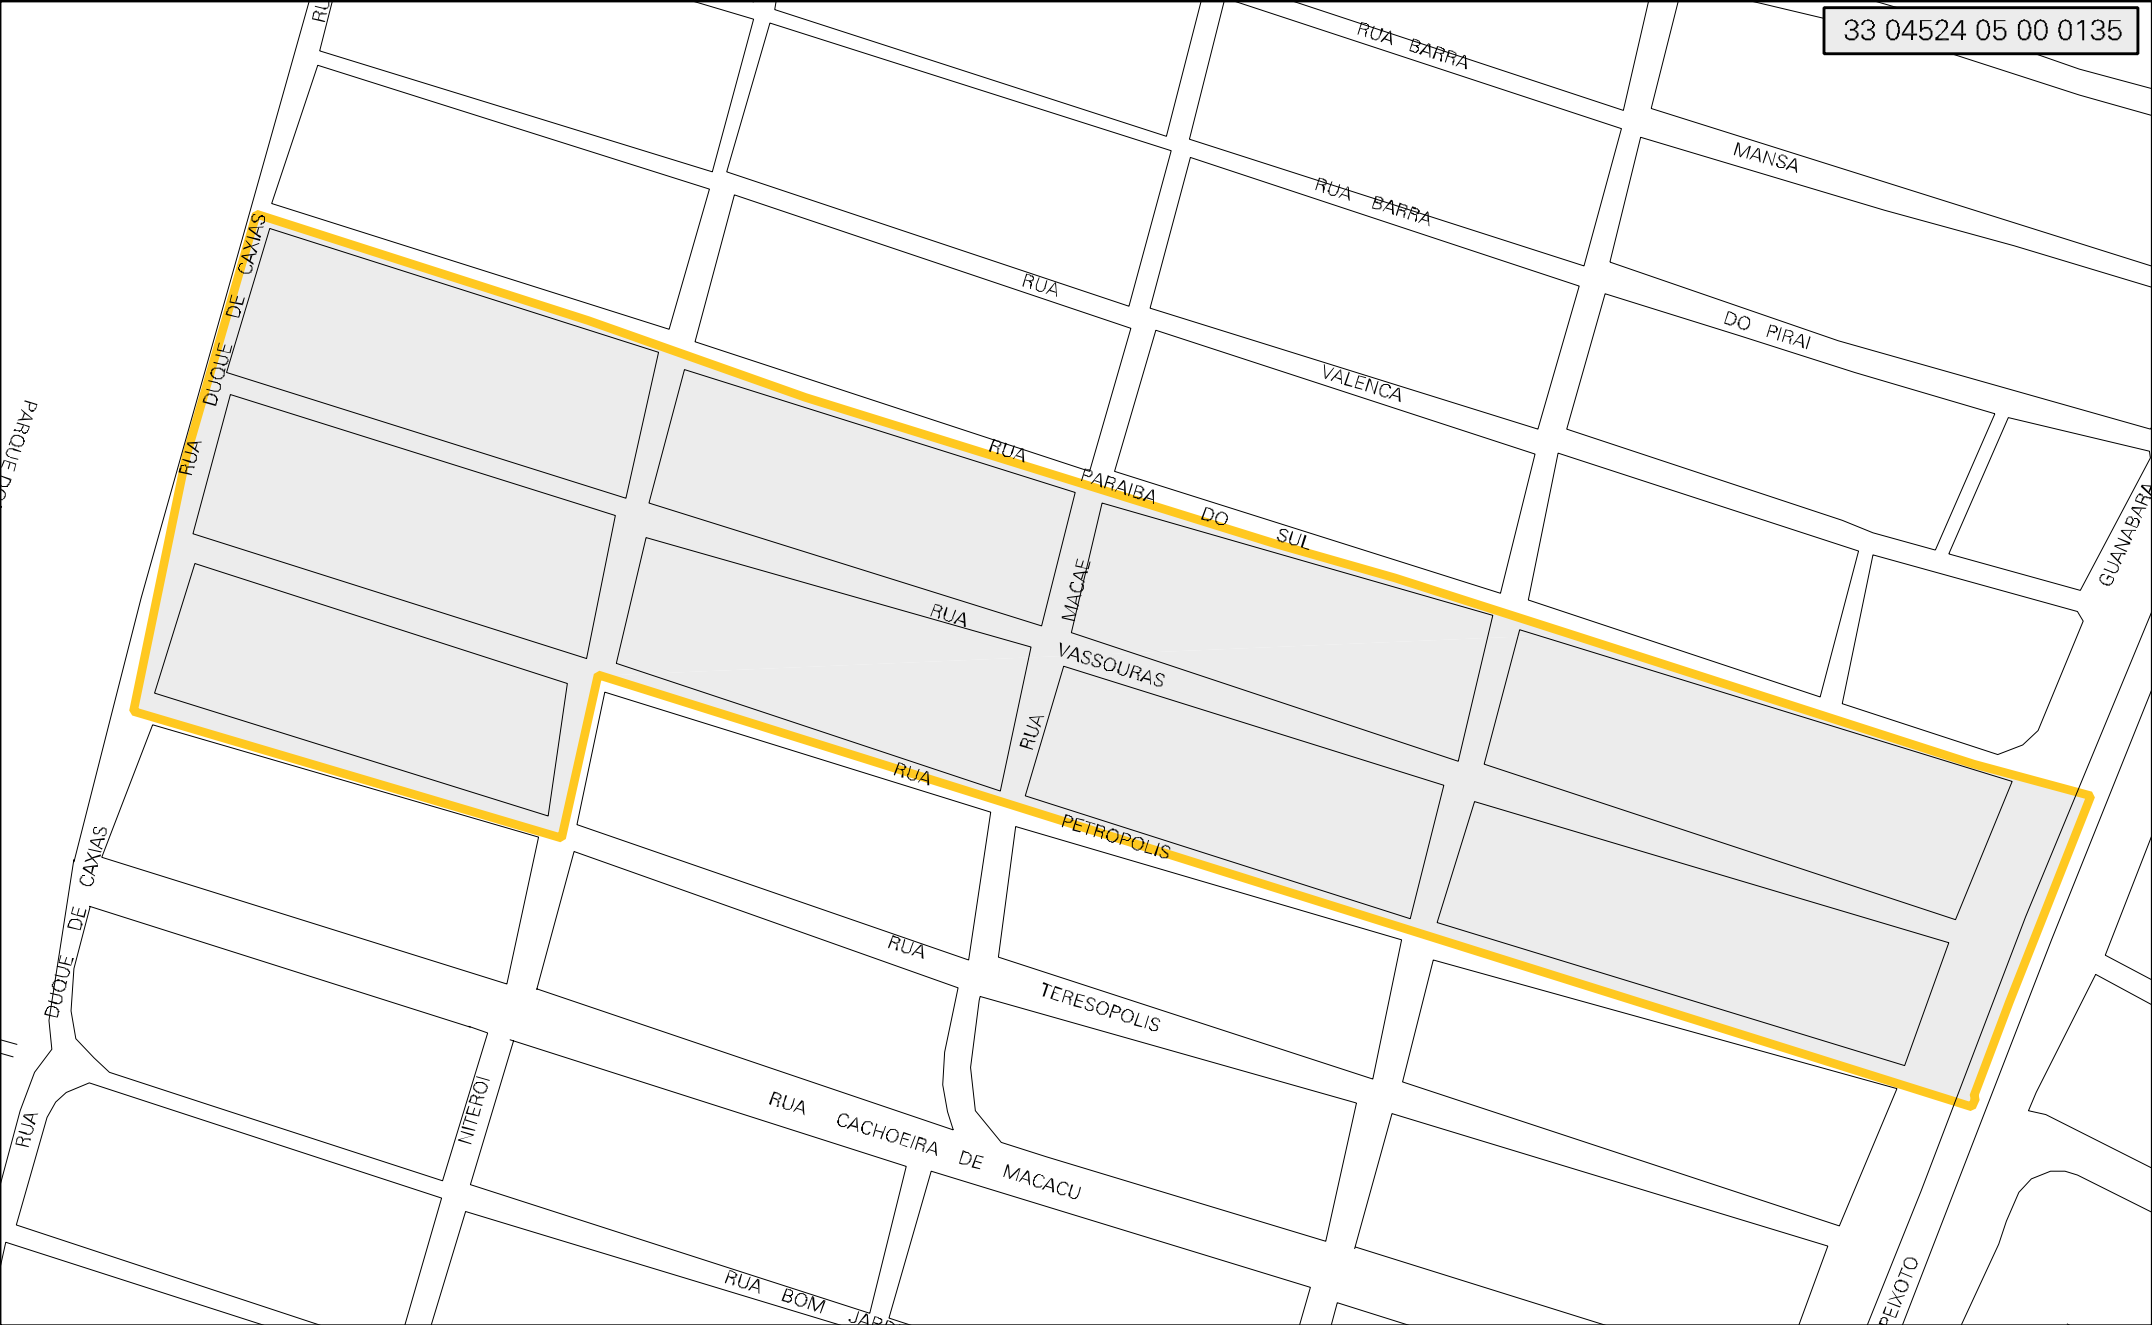 33 04524 05 00 0135
RUA BARRA MANSA
RUA BARRA DO PIRAI
RUA VALENCA
RUA PARAIBA DO SUL
RUA DUQUE DE CAXIAS
GUANABARA
RUA MACAE
RUA VASSOURAS
RUA PETROPOLIS
RUA DUQUE DE CAXIAS
RUA TERESOPOLIS
NITEROI
RUA CACHOEIRA DE MACACU
RUA BOM
PEIXOTO
PARQUE